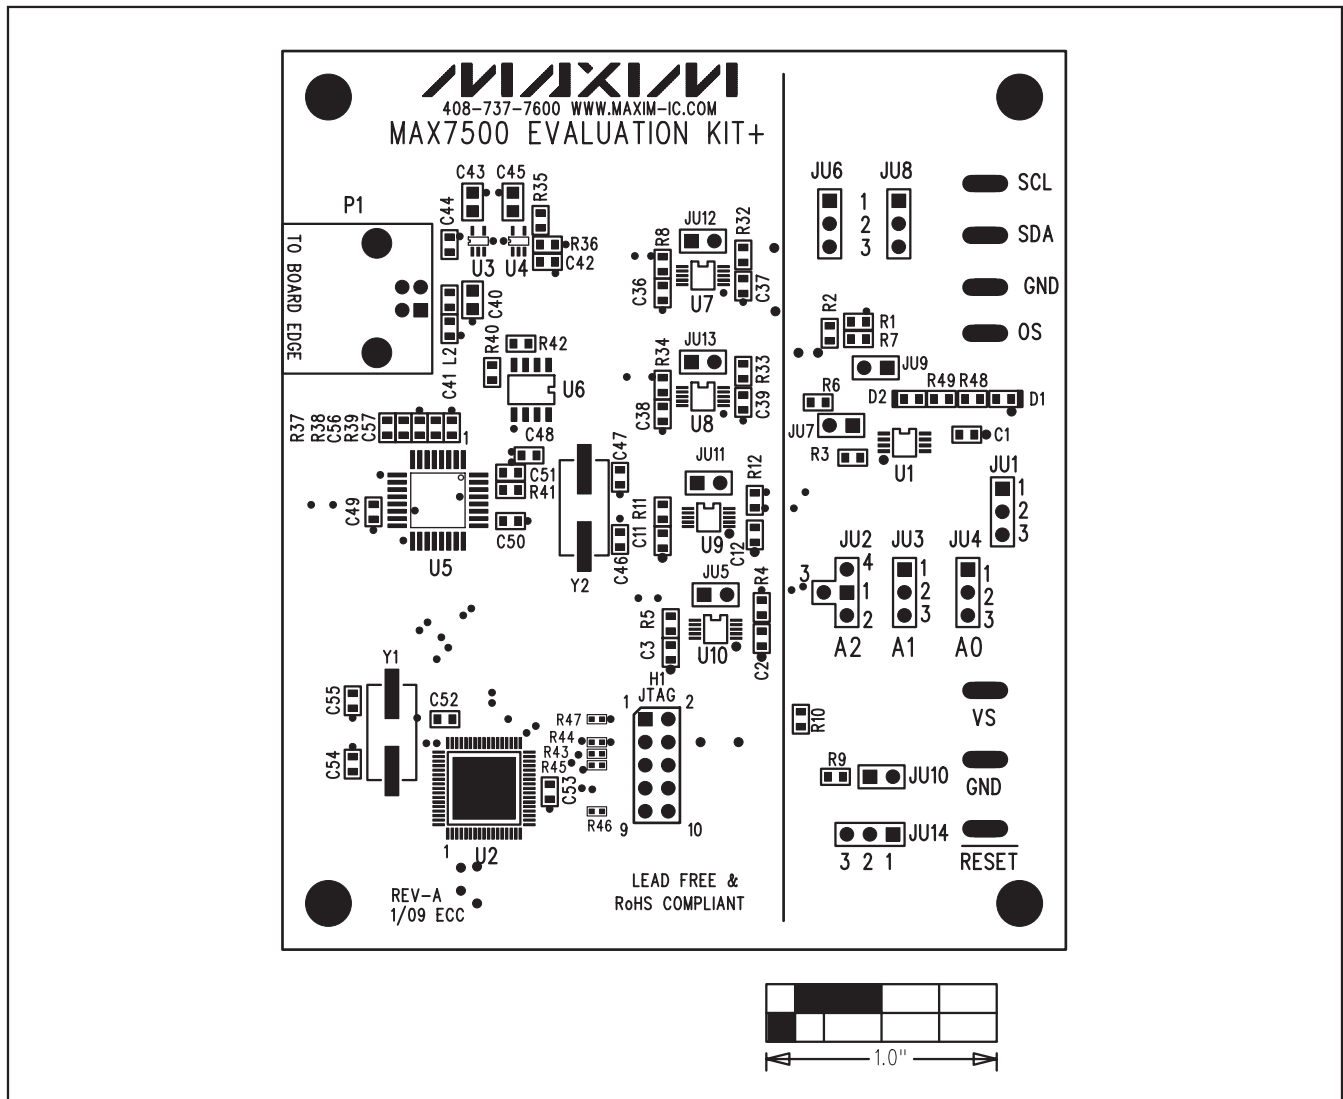 MAXIM
408-737-7600 WWW.MAXIM-IC.COM
MAX7500 EVALUATION KIT+
P1
TO BOARD EDGE
C43
C45
C44
R35
U3
U4
R36
C42
C40
C41
L2
R40
R42
U6
R37
R38
C56
R39
C57
1
C48
C51
R41
C50
C49
U5
C47
C46
Y2
JU12
R8
R32
C36
C37
U7
JU13
R34
R33
C38
C39
U8
JU11
R11
R12
C11
C12
U9
JU5
R5
R4
C3
C2
U10
JU6
JU8
1
2
3
SCL
SDA
GND
OS
R2
R1
R7
JU9
R6
D2
R49
R48
D1
JU7
R3
U1
C1
JU1
1
2
3
JU2
3
4
1
2
A2
JU3
1
2
3
A1
JU4
1
2
3
A0
Y1
C55
C54
C52
U2
1
C53
R47
R44
R43
R45
R46
H1
JTAG
1
2
9
10
R10
VS
R9
JU10
GND
JU14
3 2 1
RESET
LEAD FREE &
RoHS COMPLIANT
REV-A
1/09 ECC
1.0"